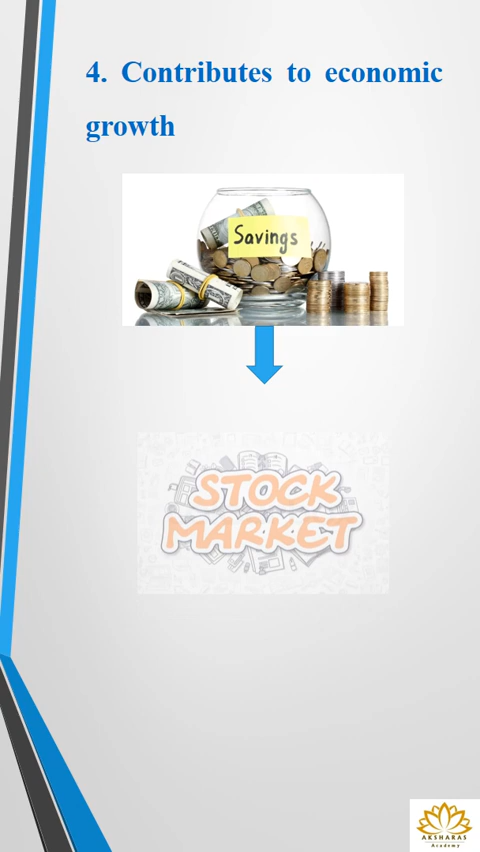 4. Contributes to economic
growth
Savings
STOCK
MARKET
AKSHARAS
Academy